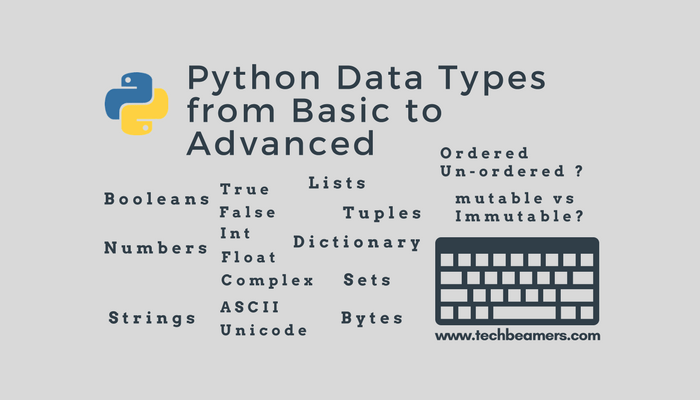 Python Data Types
from Basic to
Advanced
Ordered
Un-ordered ?
mutable vs
Immutable?
Booleans
True
False
Numbers
Int
Float
Complex
Strings
ASCII
Unicode
Lists
Tuples
Dictionary
Sets
Bytes
www.techbeamers.com